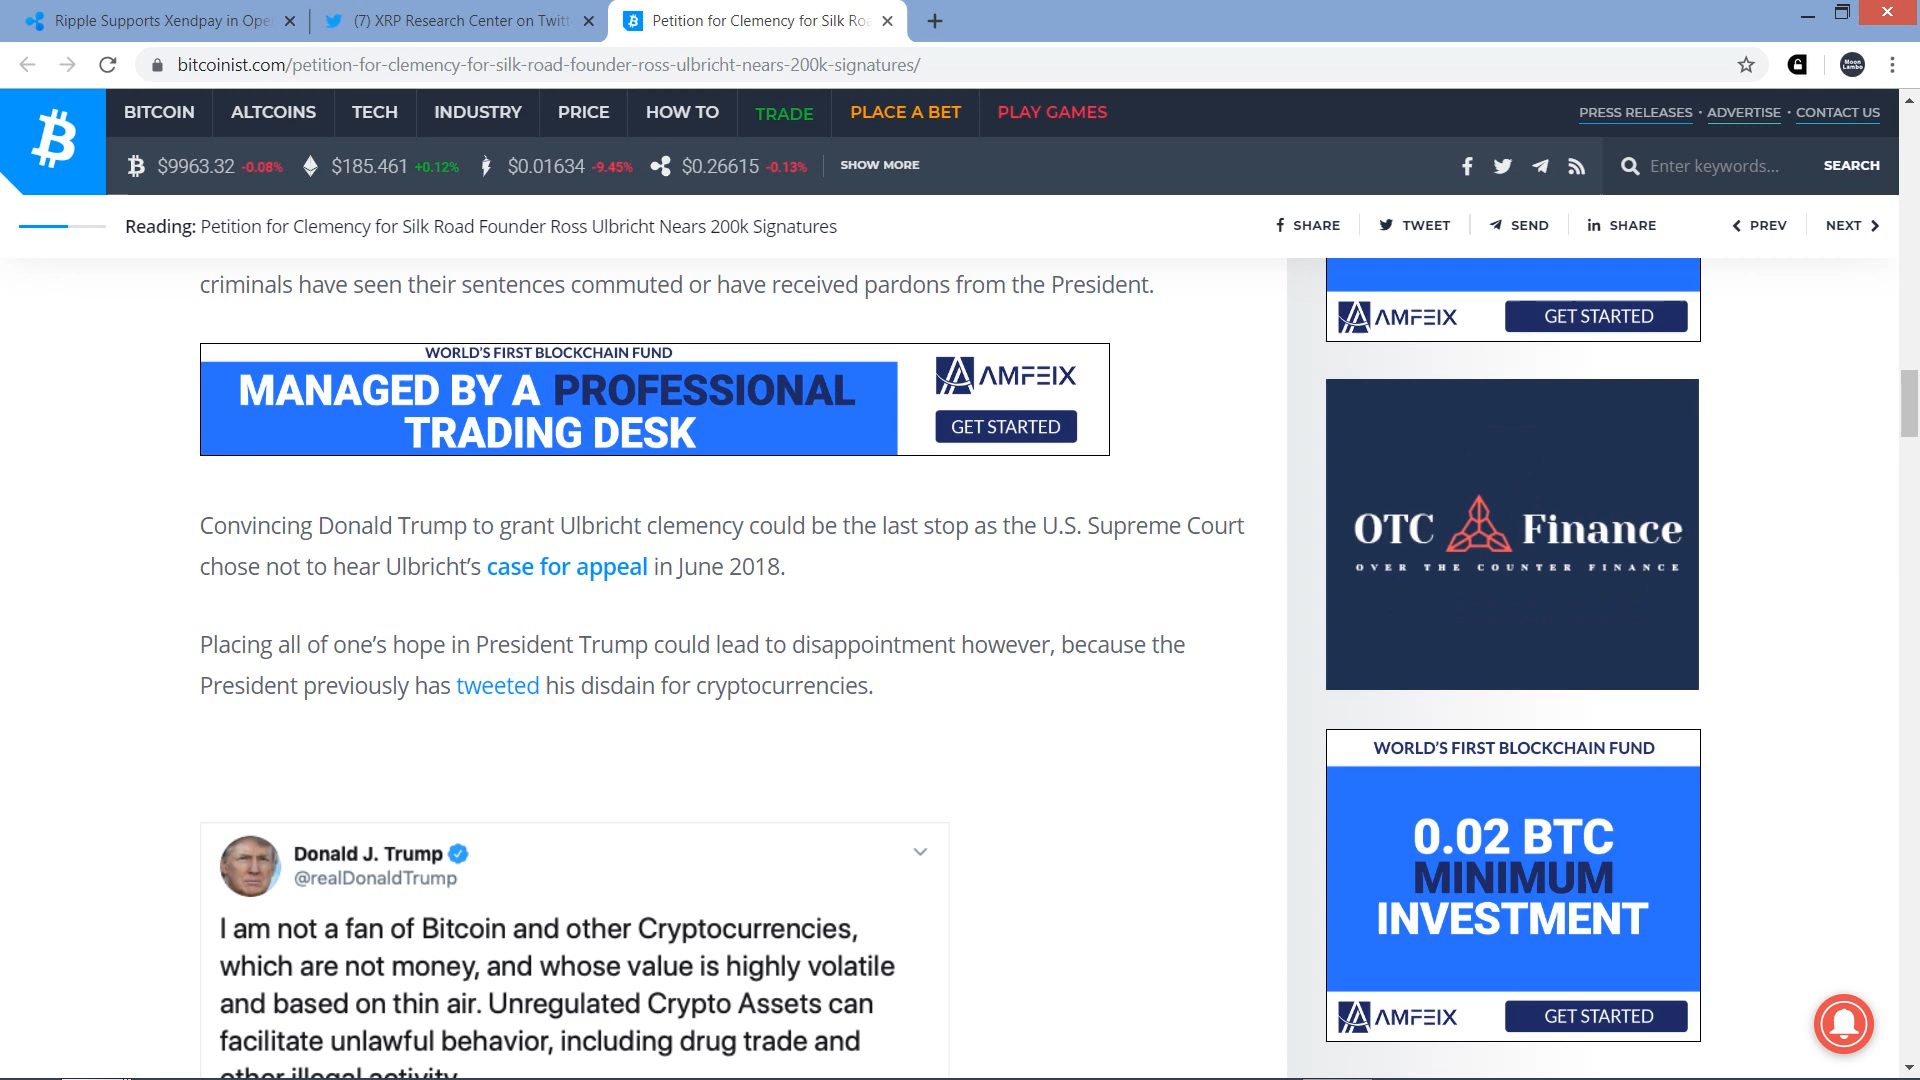 Ripple Supports Xendpay in Ope
(7) XRP Research Center on Twitt
Petition for Clemency for Silk Roa
bitcoinist.com/petition-for-clemency-for-silk-road-founder-ross-ulbricht-nears-200k-signatures/
Moon Lambo
BITCOIN ALTCOINS TECH INDUSTRY PRICE HOW TO TRADE PLACE A BET PLAY GAMES
PRESS RELEASES · ADVERTISE · CONTACT US
$9963.32 -0.08% $185.461 +0.12% $0.01634 -9.45% $0.26615 -0.13% SHOW MORE
Enter keywords... SEARCH
Reading: Petition for Clemency for Silk Road Founder Ross Ulbricht Nears 200k Signatures
SHARE TWEET SEND SHARE PREV NEXT
criminals have seen their sentences commuted or have received pardons from the President.
WORLD'S FIRST BLOCKCHAIN FUND
MANAGED BY A PROFESSIONAL
TRADING DESK
AMFEIX
GET STARTED
Convincing Donald Trump to grant Ulbricht clemency could be the last stop as the U.S. Supreme Court
chose not to hear Ulbricht’s case for appeal in June 2018.
Placing all of one’s hope in President Trump could lead to disappointment however, because the
President previously has tweeted his disdain for cryptocurrencies.
Donald J. Trump
@realDonaldTrump
I am not a fan of Bitcoin and other Cryptocurrencies,
which are not money, and whose value is highly volatile
and based on thin air. Unregulated Crypto Assets can
facilitate unlawful behavior, including drug trade and
other illegal activity
AMFEIX GET STARTED
OTC Finance
OVER THE COUNTER FINANCE
WORLD'S FIRST BLOCKCHAIN FUND
0.02 BTC
MINIMUM
INVESTMENT
AMFEIX GET STARTED